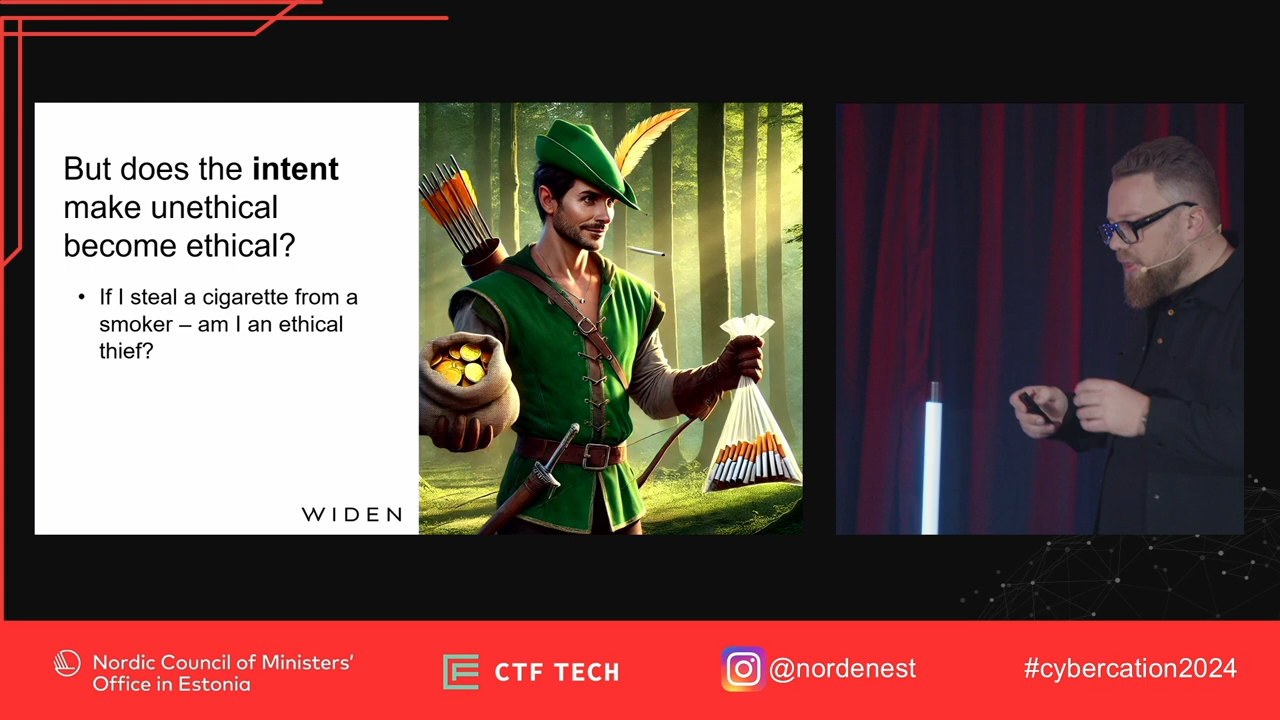 But does the intent
make unethical
become ethical?
• If I steal a cigarette from a
smoker – am I an ethical
thief?
WIDEN
Nordic Council of Ministers'
Office in Estonia
CTF TECH
@nordenest
#cybercation2024